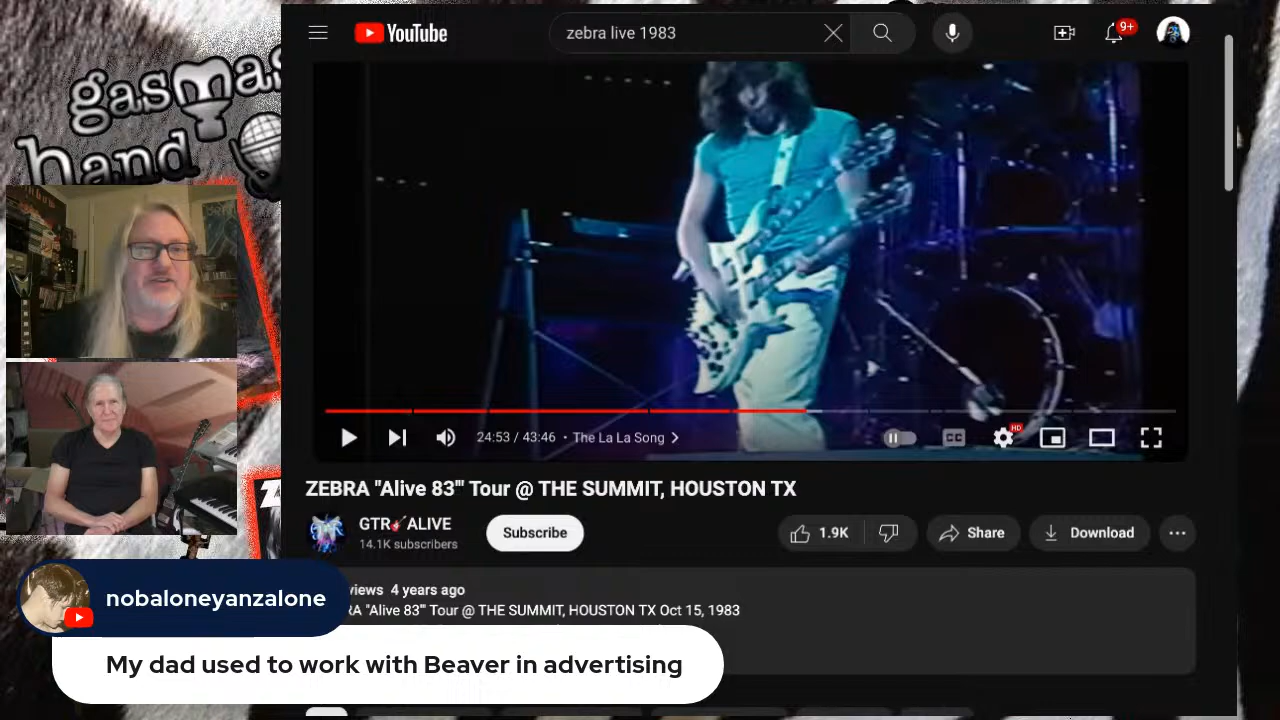 gasmas
band
YouTube
zebra live 1983
9+
24:53 / 43:46 • The La La Song
CC
HD
ZEBRA "Alive 83'" Tour @ THE SUMMIT, HOUSTON TX
GTR🎸ALIVE
14.1K subscribers
Subscribe
1.9K
Share
Download
views 4 years ago
RA "Alive 83'" Tour @ THE SUMMIT, HOUSTON TX Oct 15, 1983
nobaloneyanzalone
My dad used to work with Beaver in advertising